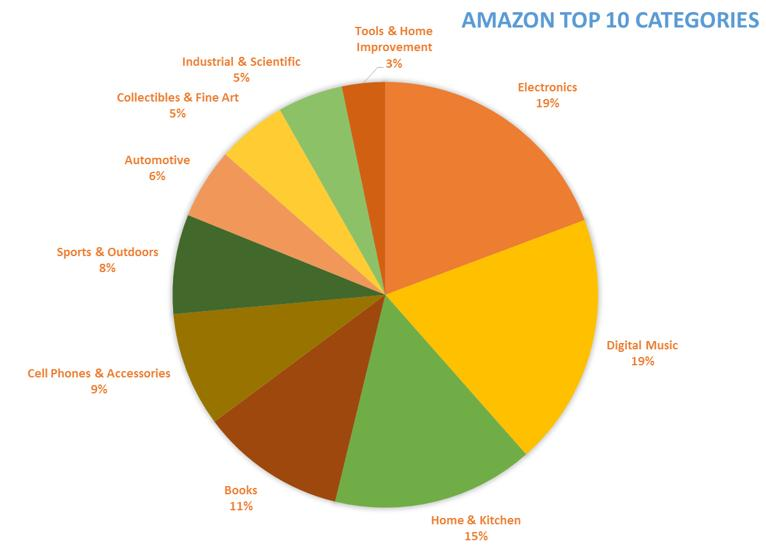 AMAZON TOP 10 CATEGORIES
Tools & Home
Improvement
3%
Electronics
19%
Digital Music
19%
Home & Kitchen
15%
Books
11%
Cell Phones & Accessories
9%
Sports & Outdoors
8%
Automotive
6%
Collectibles & Fine Art
5%
Industrial & Scientific
5%